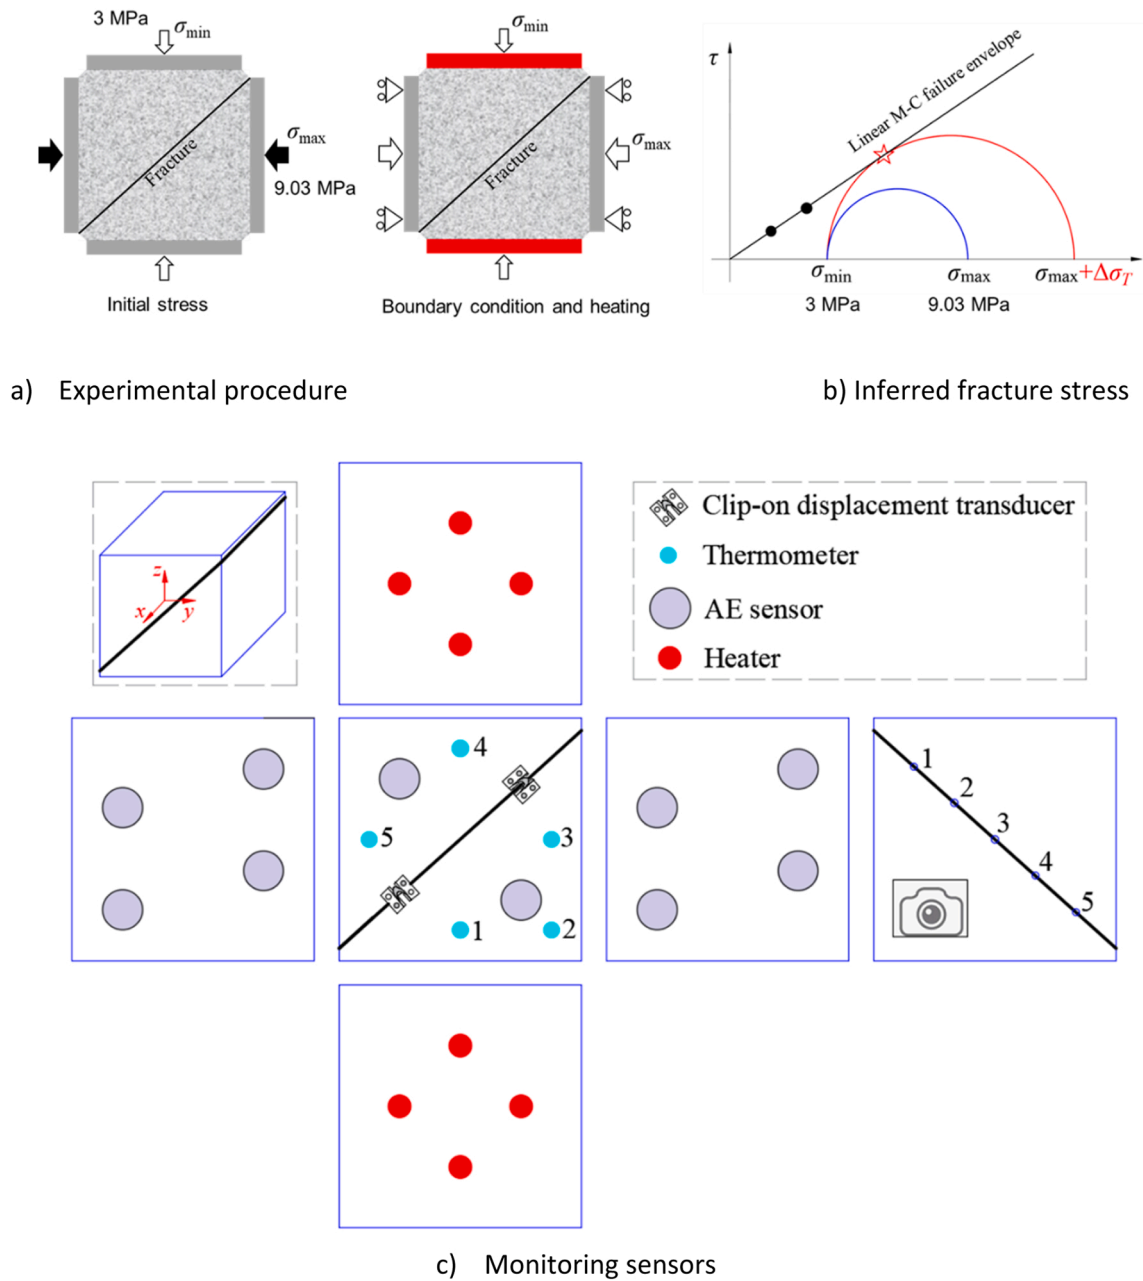 3 MPa
σmin
σmax
9.03 MPa
Fracture
Initial stress
σmin
σmax
Fracture
Boundary condition and heating
τ
Linear M-C failure envelope
σmin
σmax
σmax+ΔσT
3 MPa
9.03 MPa
a) Experimental procedure
b) Inferred fracture stress
z
x
y
Clip-on displacement transducer
Thermometer
AE sensor
Heater
4
5
3
1
2
1
2
3
4
5
c) Monitoring sensors